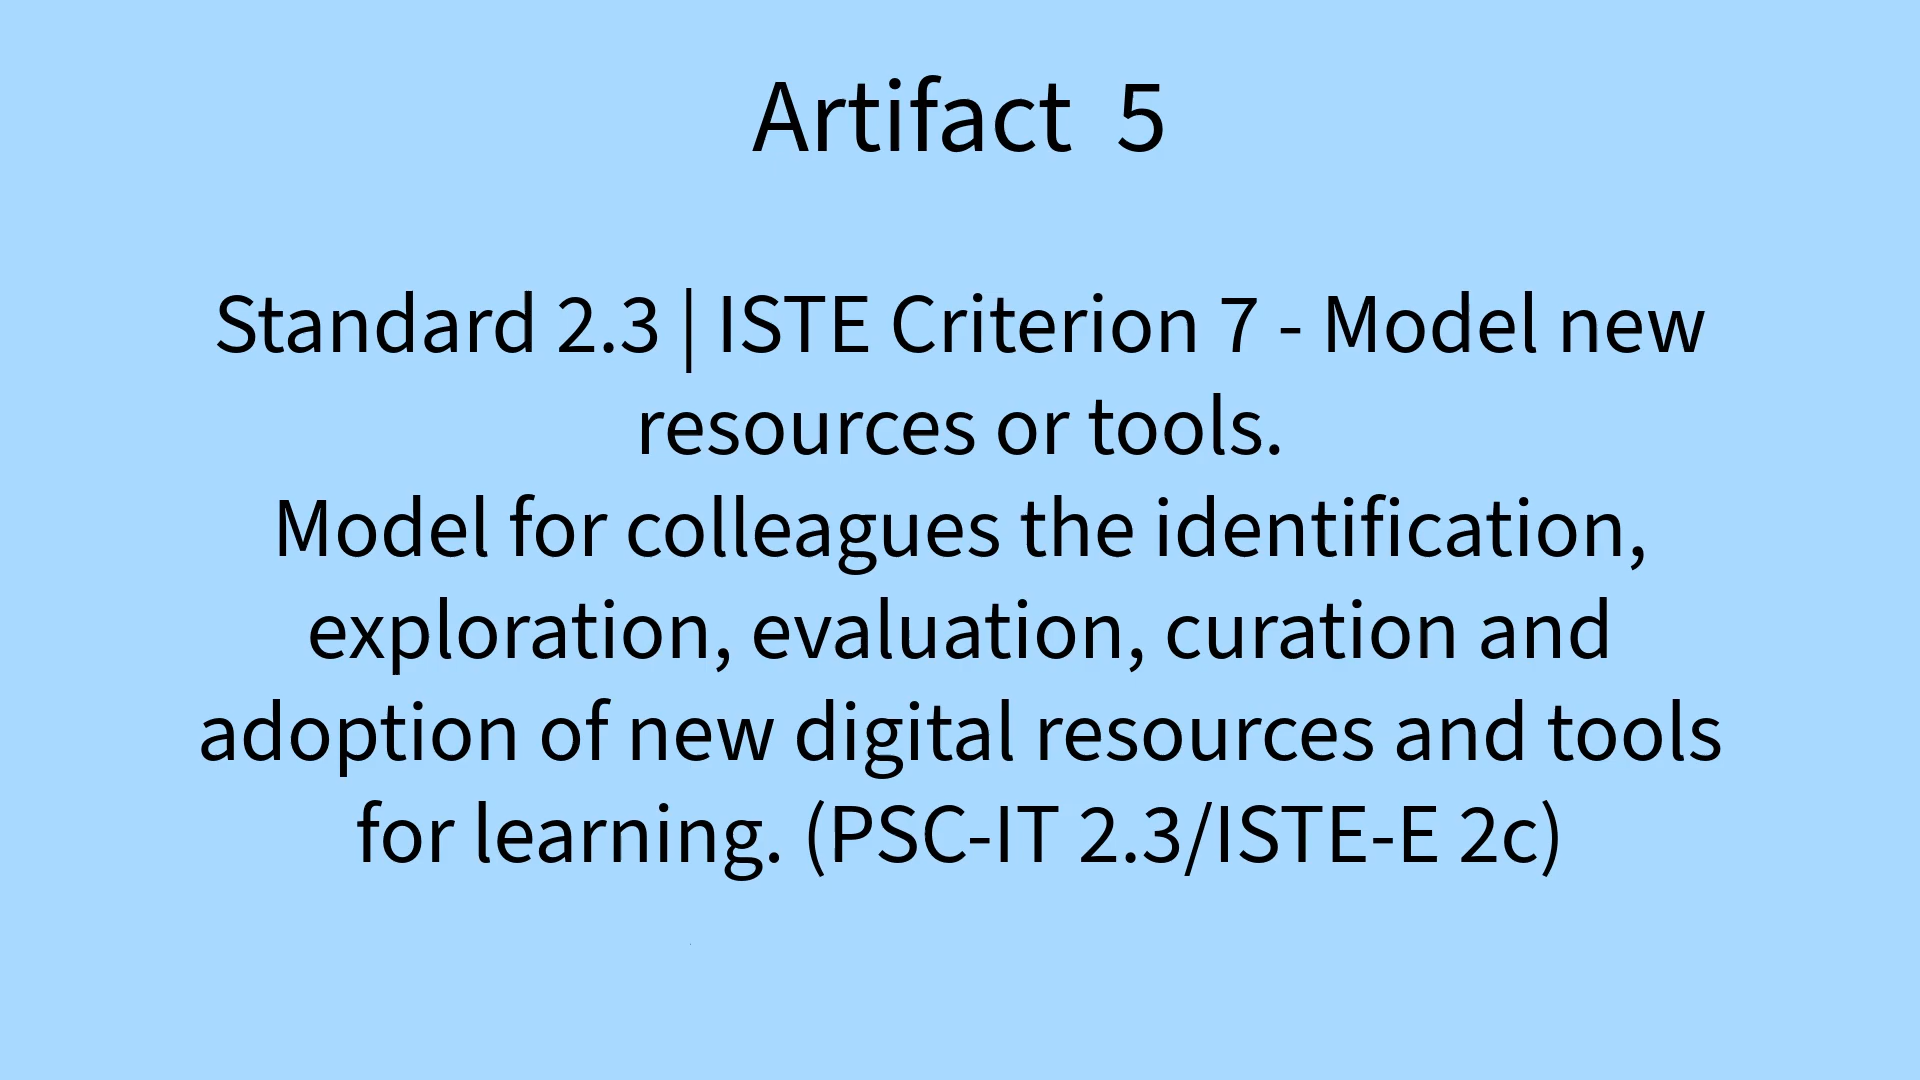 Artifact  5
Standard 2.3 | ISTE Criterion 7 - Model new
resources or tools.
Model for colleagues the identification,
exploration, evaluation, curation and
adoption of new digital resources and tools
for learning. (PSC-IT 2.3/ISTE-E 2c)